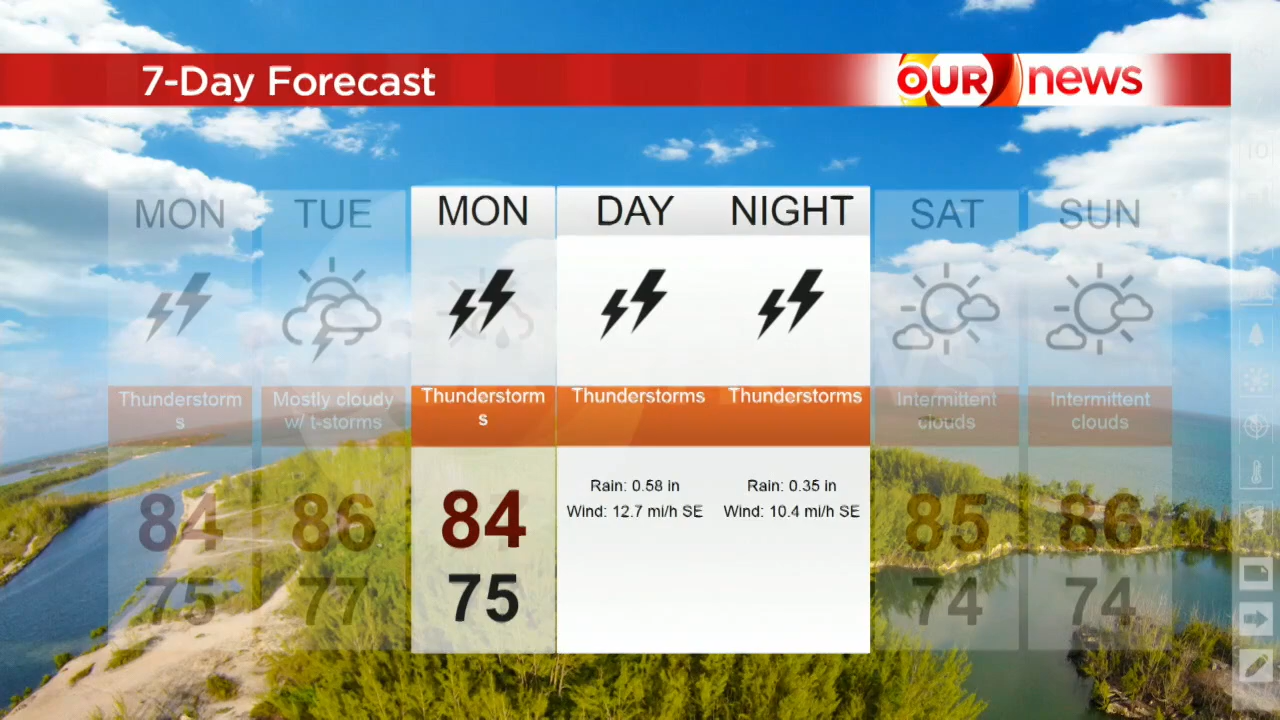 7-Day Forecast
OUR news
MON
TUE
MON
DAY
NIGHT
SAT
SUN
Thunderstorm
s
Mostly cloudy
w/ t-storms
Thunderstorm
s
Thunderstorms
Thunderstorms
Intermittent
clouds
Intermittent
clouds
84
75
86
77
84
75
Rain: 0.58 in
Wind: 12.7 mi/h SE
Rain: 0.35 in
Wind: 10.4 mi/h SE
85
74
86
74